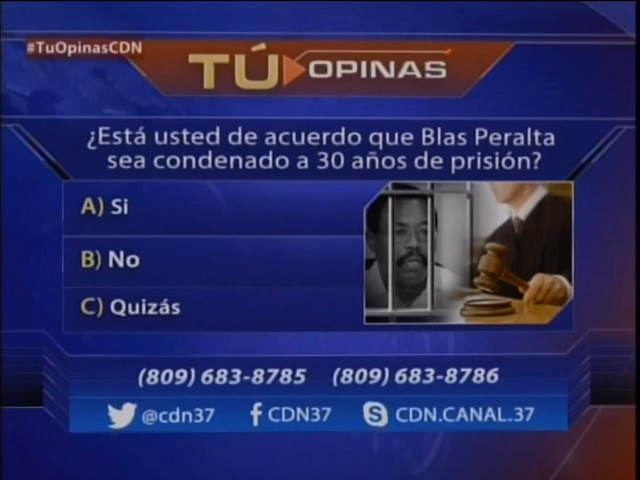 #TuOpinasCDN
TÚ OPINAS
¿Está usted de acuerdo que Blas Peralta
sea condenado a 30 años de prisión?
A) Si
B) No
C) Quizás
(809) 683-8785 (809) 683-8786
@cdn37 CDN37 CDN.CANAL.37